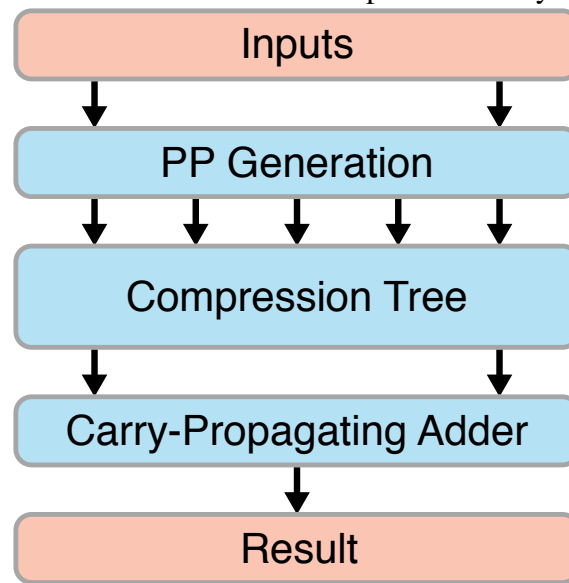 Inputs
PP Generation
Compression Tree
Carry-Propagating Adder
Result